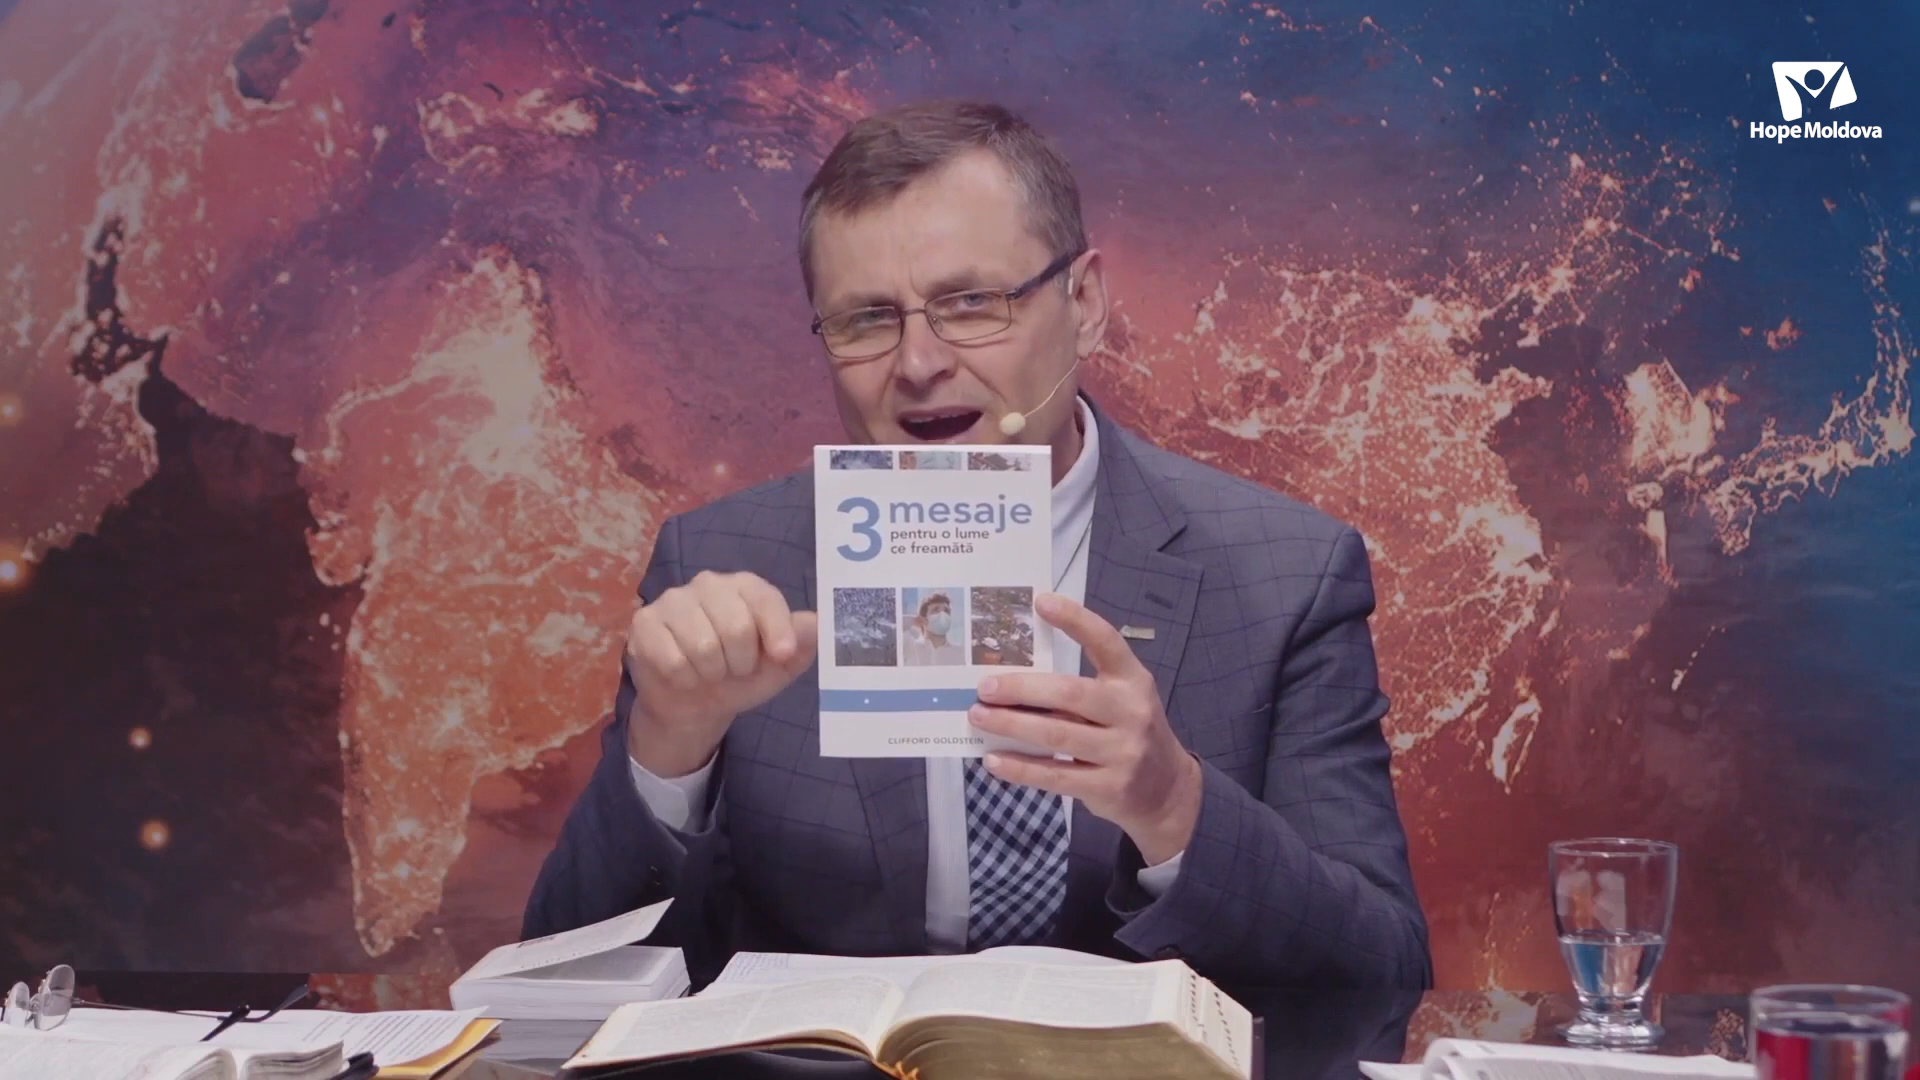 Hope Moldova
3 mesaje
pentru o lume
ce freamătă
CLIFFORD GOLDSTEIN